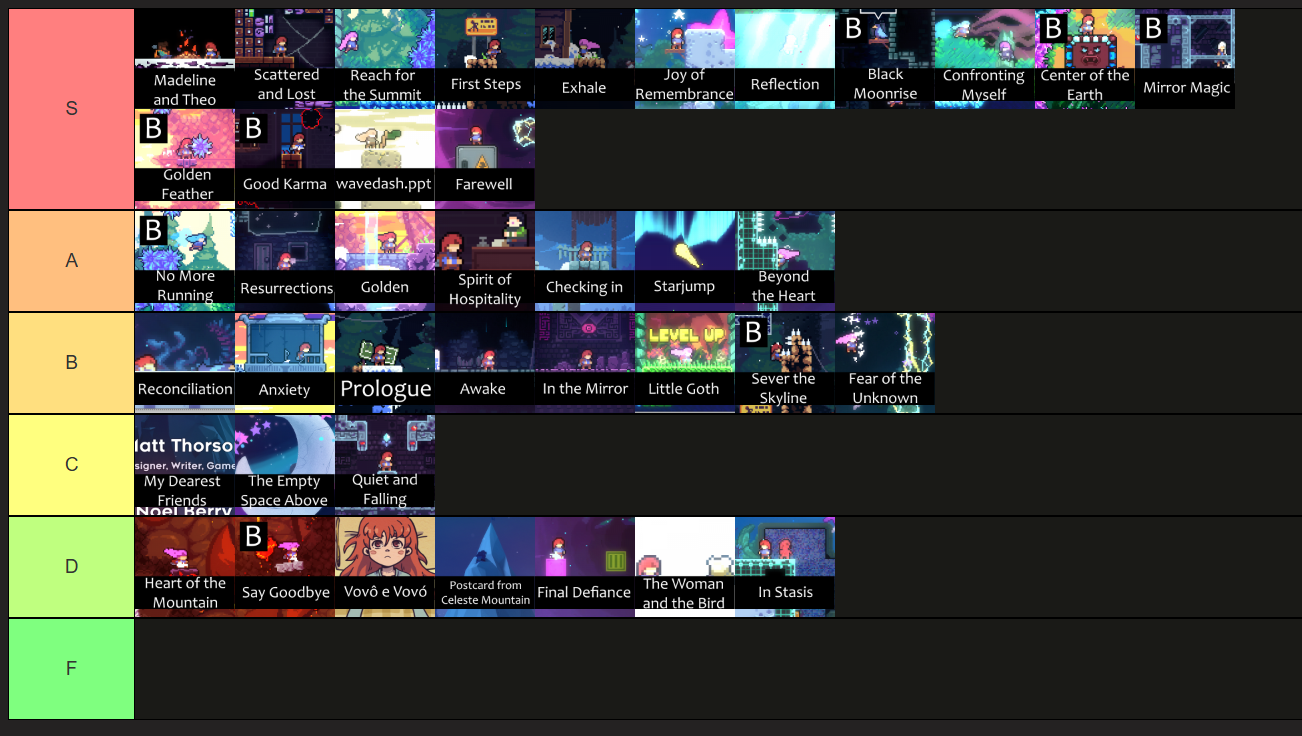 S
B
B
B
Madeline
and Theo
Scattered
and Lost
Reach for
the Summit
First Steps
Exhale
Joy of
Remembrance
Reflection
Black
Moonrise
Confronting
Myself
Center of the
Earth
Mirror Magic
B
B
Golden
Feather
Good Karma
wavedash.ppt
Farewell
A
B
No More
Running
Resurrections
Golden
Spirit of
Hospitality
Checking in
Starjump
Beyond
the Heart
B
LEVEL UP
B
Reconciliation
Anxiety
Prologue
Awake
In the Mirror
Little Goth
Sever the
Skyline
Fear of the
Unknown
C
Matt Thorso
signer, Writer, Game
My Dearest
Friends
Noel Berry
The Empty
Space Above
Quiet and
Falling
D
B
Heart of the
Mountain
Say Goodbye
Vovô e Vovó
Postcard from
Celeste Mountain
Final Defiance
The Woman
and the Bird
In Stasis
F